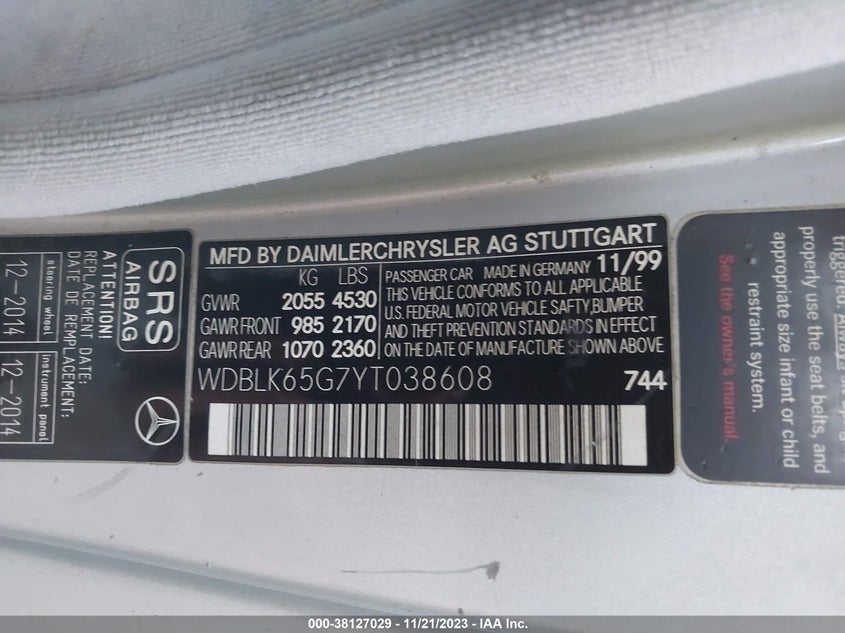 SRS
AIRBAG
ATTENTION!
REPLACEMENT DATE:
DATE DE REMPLACEMENT:
steering wheel
12-2014
instrument panel
12-2014
MFD BY DAIMLERCHRYSLER AG STUTTGART
KG LBS
GVWR 2055 4530
GAWR FRONT 985 2170
GAWR REAR 1070 2360
PASSENGER CAR MADE IN GERMANY 11/99
THIS VEHICLE CONFORMS TO ALL APPLICABLE
U.S. FEDERAL MOTOR VEHICLE SAFTY,BUMPER
AND THEFT PREVENTION STANDARDS IN EFFECT
ON THE DATE OF MANUFACTURE SHOWN ABOVE
WDBLK65G7YT038608 744
triggered. Always
properly use the seat belts, and
appropriate size infant or child
restraint system.
See the owner's manual.
000-38127029 - 11/21/2023 - IAA Inc.